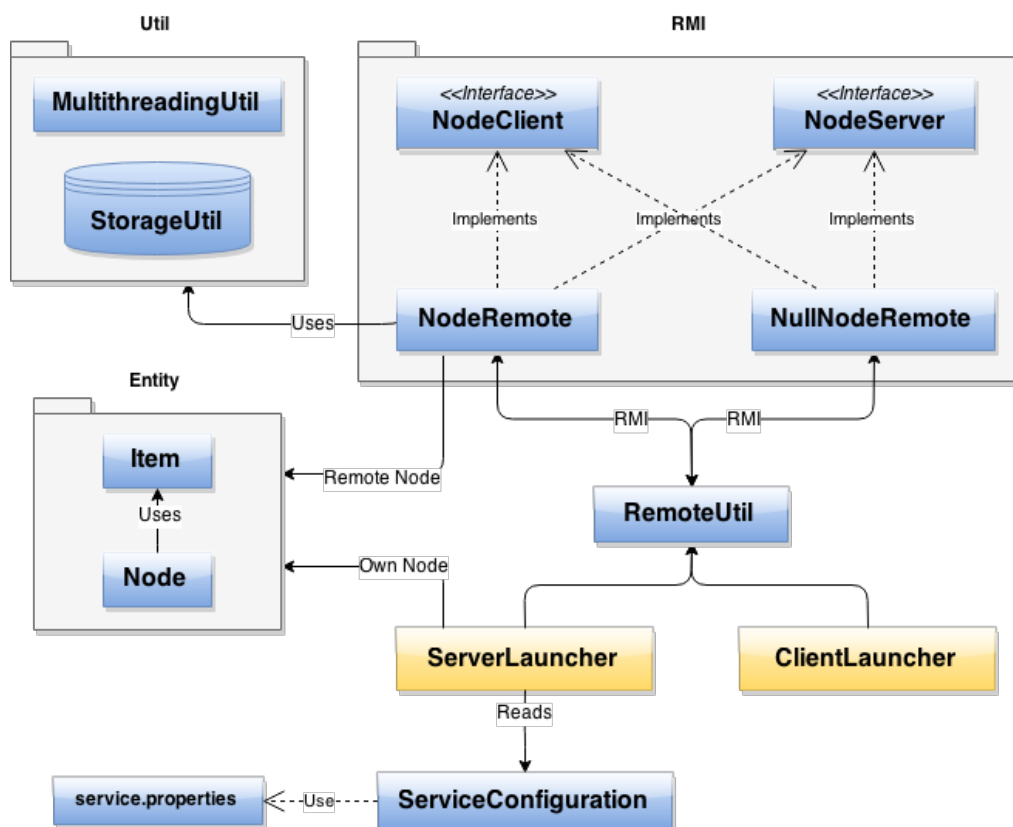 Util
RMI
MultithreadingUtil
StorageUtil
<<Interface>>
NodeClient
<<Interface>>
NodeServer
Implements
Implements
Implements
NodeRemote
NullNodeRemote
Uses
Entity
RMI
RMI
Item
Uses
Node
Remote Node
RemoteUtil
Own Node
ServerLauncher
ClientLauncher
Reads
service.properties
Use
ServiceConfiguration